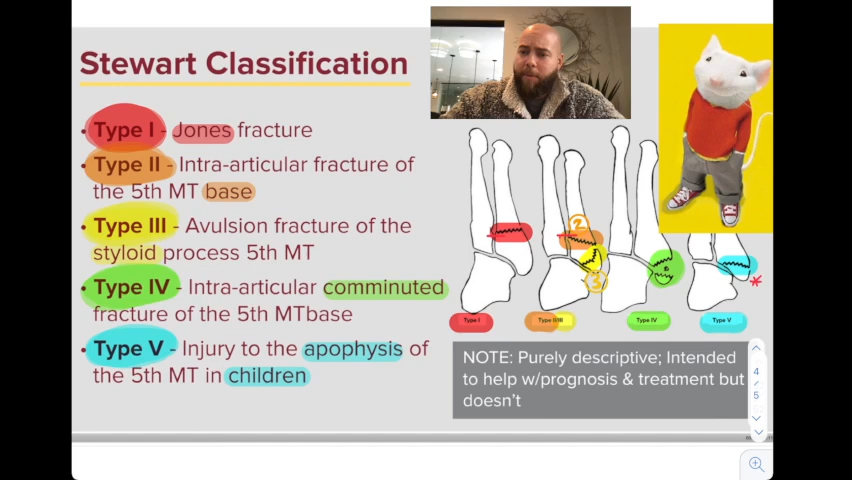 Stewart Classification
• Type I - Jones fracture
• Type II - Intra-articular fracture of
the 5th MT base
• Type III - Avulsion fracture of the
styloid process 5th MT
• Type IV - Intra-articular comminuted
fracture of the 5th MTbase
• Type V - Injury to the apophysis of
the 5th MT in children
2
3
*
Type I
Type II/III
Type IV
Type V
NOTE: Purely descriptive; Intended
to help w/prognosis & treatment but
doesn't
4
/
5